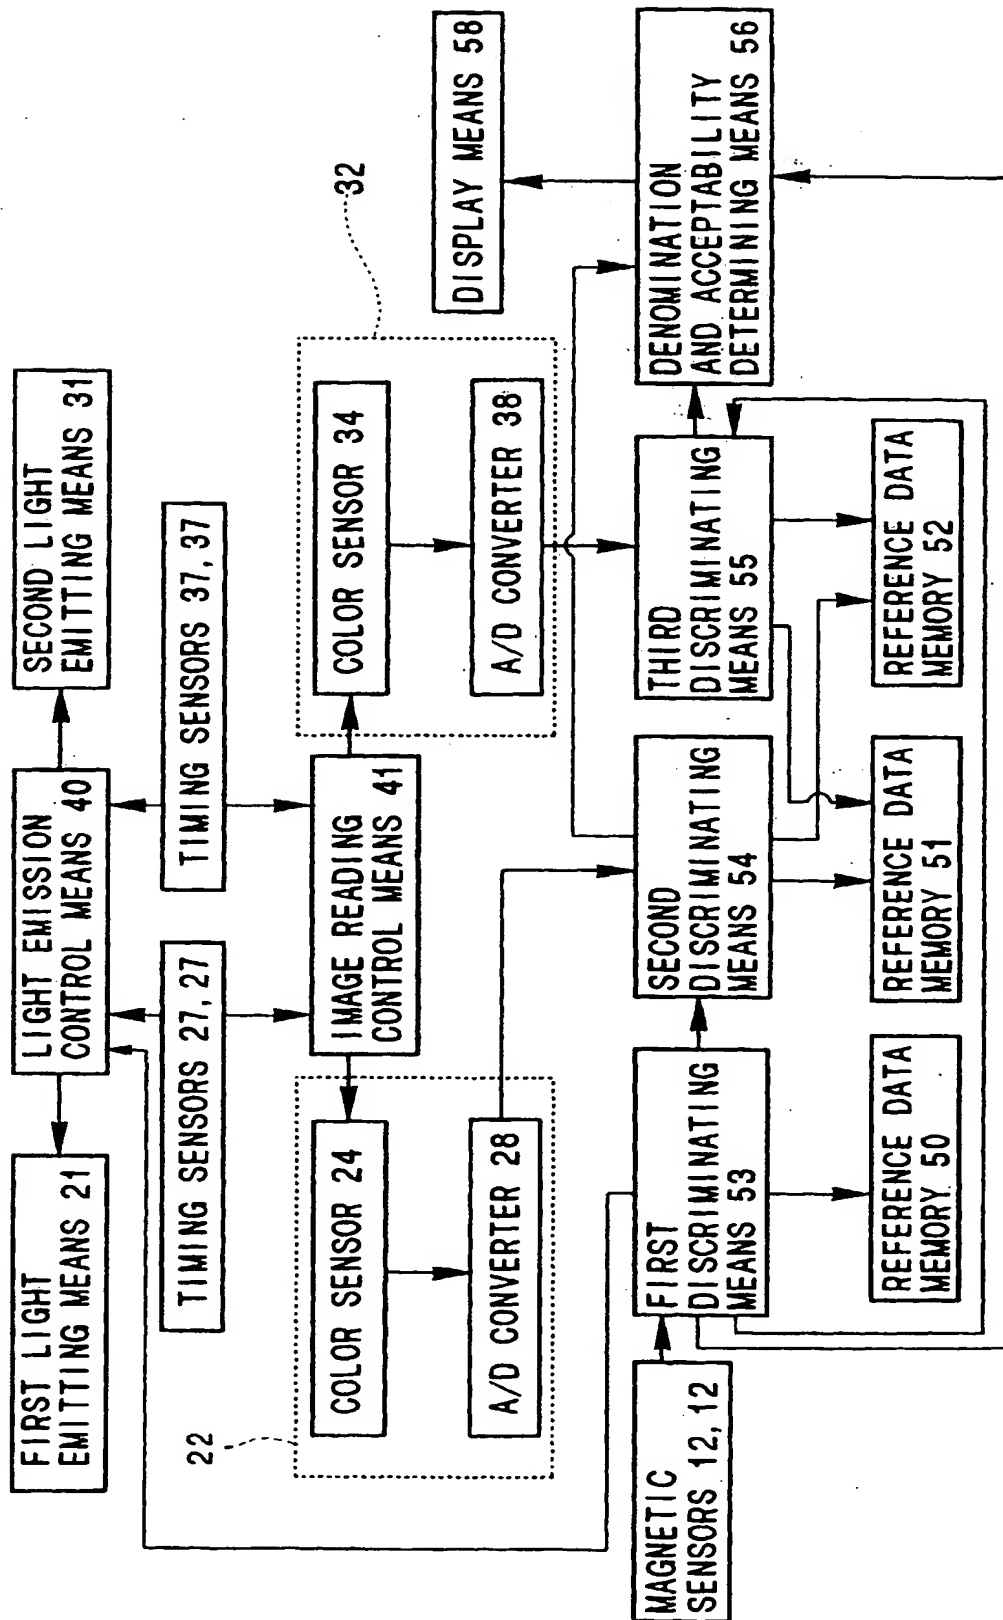 FIRST LIGHT
EMITTING MEANS 21
LIGHT EMISSION
CONTROL MEANS 40
SECOND LIGHT
EMITTING MEANS 31
TIMING SENSORS 27, 27
TIMING SENSORS 37, 37
22
COLOR SENSOR 24
A/D CONVERTER 28
IMAGE READING
CONTROL MEANS 41
32
COLOR SENSOR 34
A/D CONVERTER 38
DISPLAY MEANS 58
MAGNETIC
SENSORS 12, 12
FIRST
DISCRIMINATING
MEANS 53
SECOND
DISCRIMINATING
MEANS 54
THIRD
DISCRIMINATING
MEANS 55
DENOMINATION
AND ACCEPTABILITY
DETERMINING MEANS 56
REFERENCE DATA
MEMORY 50
REFERENCE DATA
MEMORY 51
REFERENCE DATA
MEMORY 52